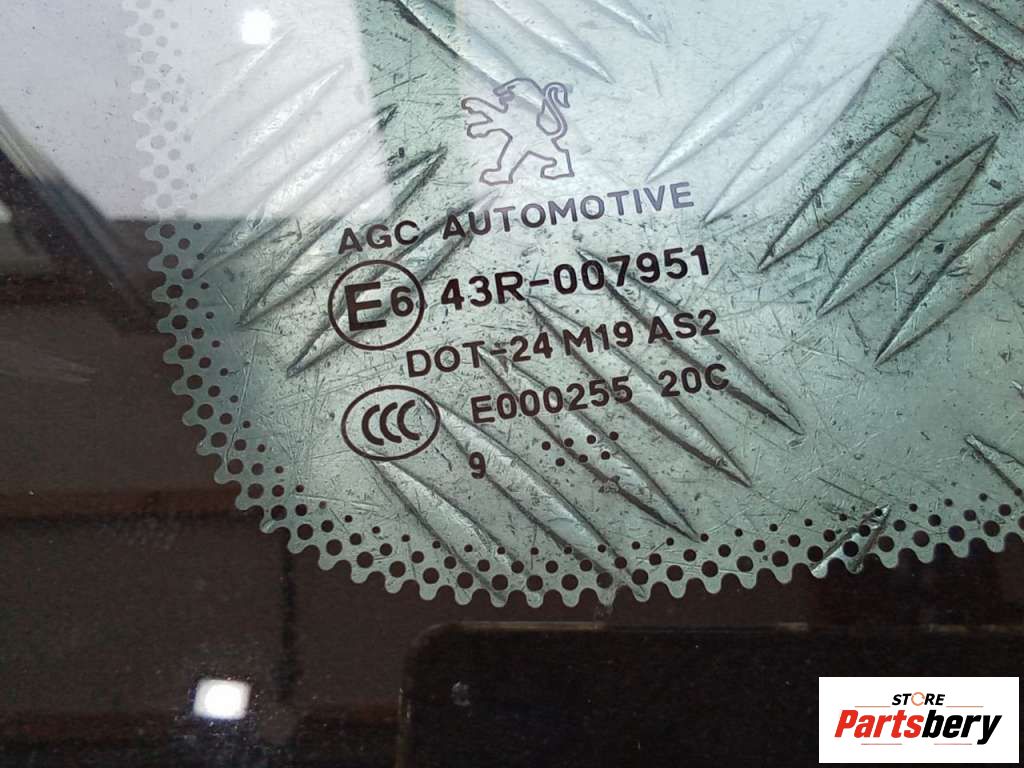 AGC AUTOMOTIVE
E6 43R-007951
DOT-24 M19 AS2
CCC E000255 20C
9
STORE
Partsbery